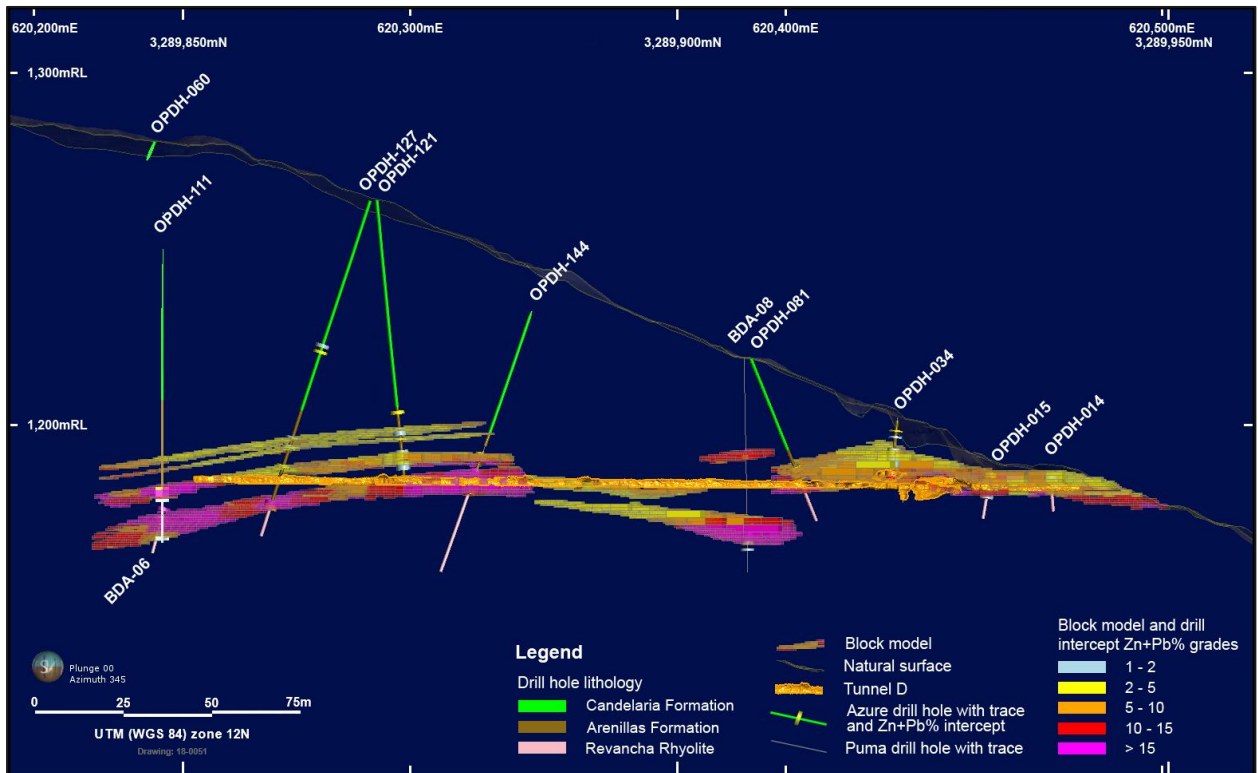 620,200mE
620,300mE
620,400mE
620,500mE
3,289,850mN
3,289,900mN
3,289,950mN
1,300mRL
OPDH-060
OPDH-111
OPDH-127
OPDH-121
OPDH-144
BDA-08
OPDH-081
OPDH-034
OPDH-015
OPDH-014
1,200mRL
BDA-06
Plunge 00
Azimuth 345
0 25 50 75m
UTM (WGS 84) zone 12N
Drawing: 18-0051
Legend
Drill hole lithology
Candelaria Formation
Arenillas Formation
Revancha Rhyolite
Block model
Natural surface
Tunnel D
Azure drill hole with trace
and Zn+Pb% intercept
Puma drill hole with trace
Block model and drill
intercept Zn+Pb% grades
1 - 2
2 - 5
5 - 10
10 - 15
> 15